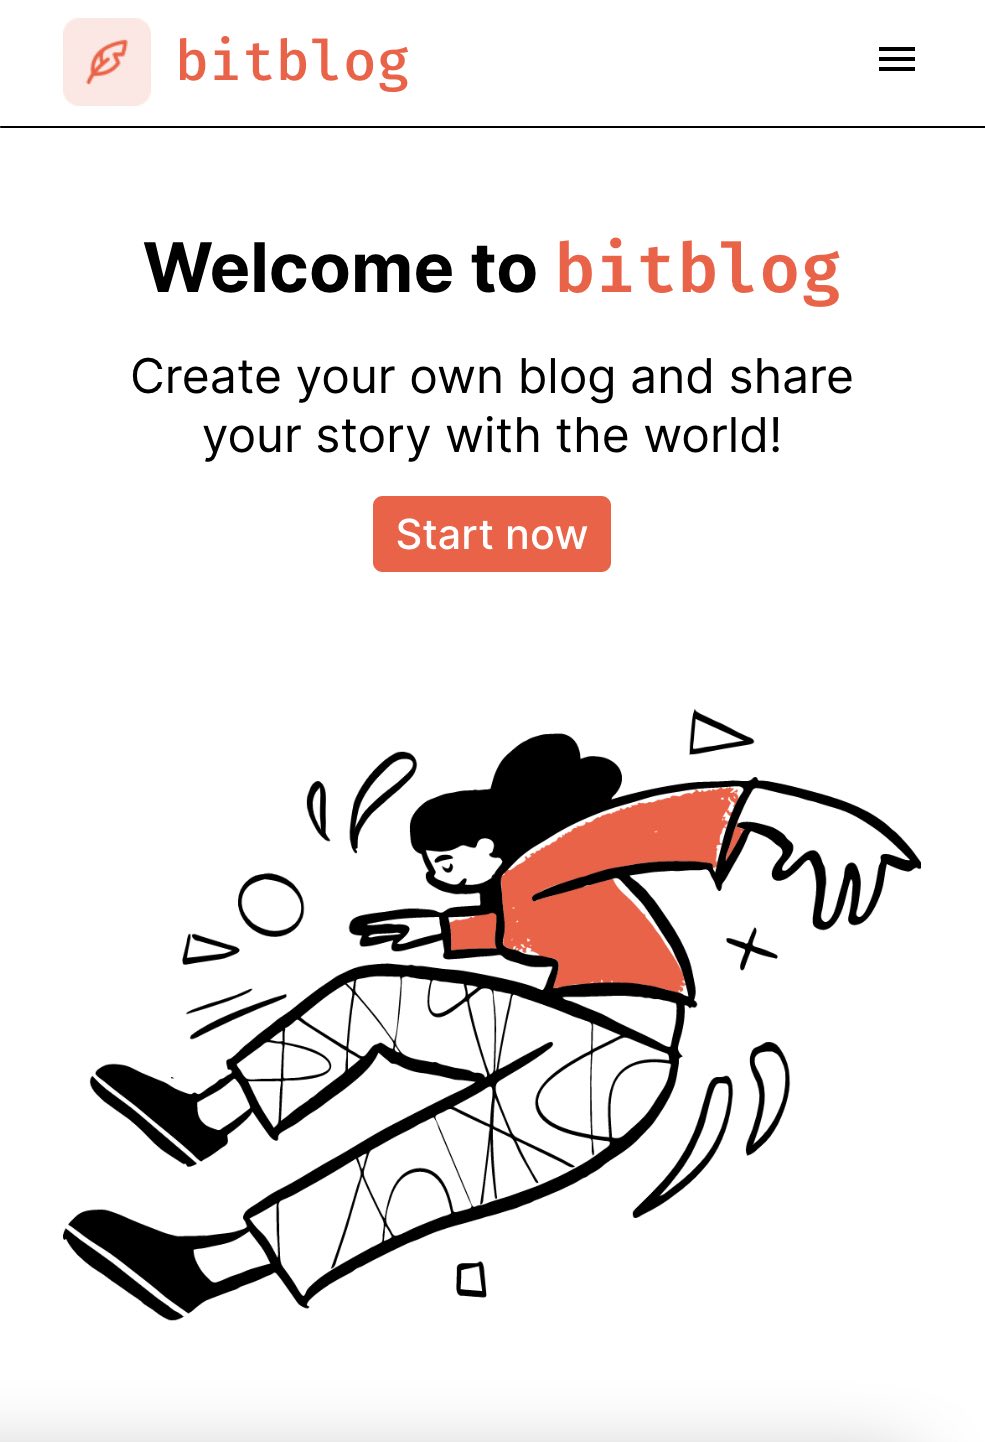 bitblog
Welcome to bitblog
Create your own blog and share
your story with the world!
Start now